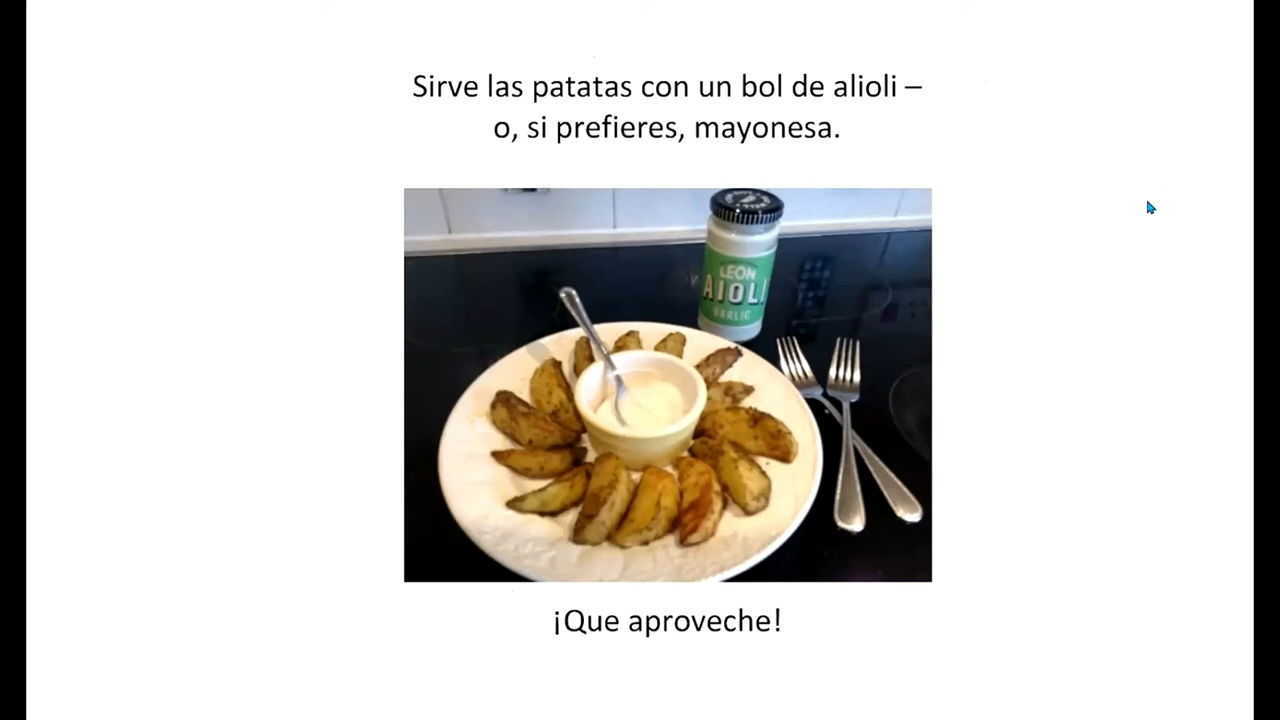 Sirve las patatas con un bol de alioli –
o, si prefieres, mayonesa.
LEON
AIOLI
GARLIC
¡Que aproveche!